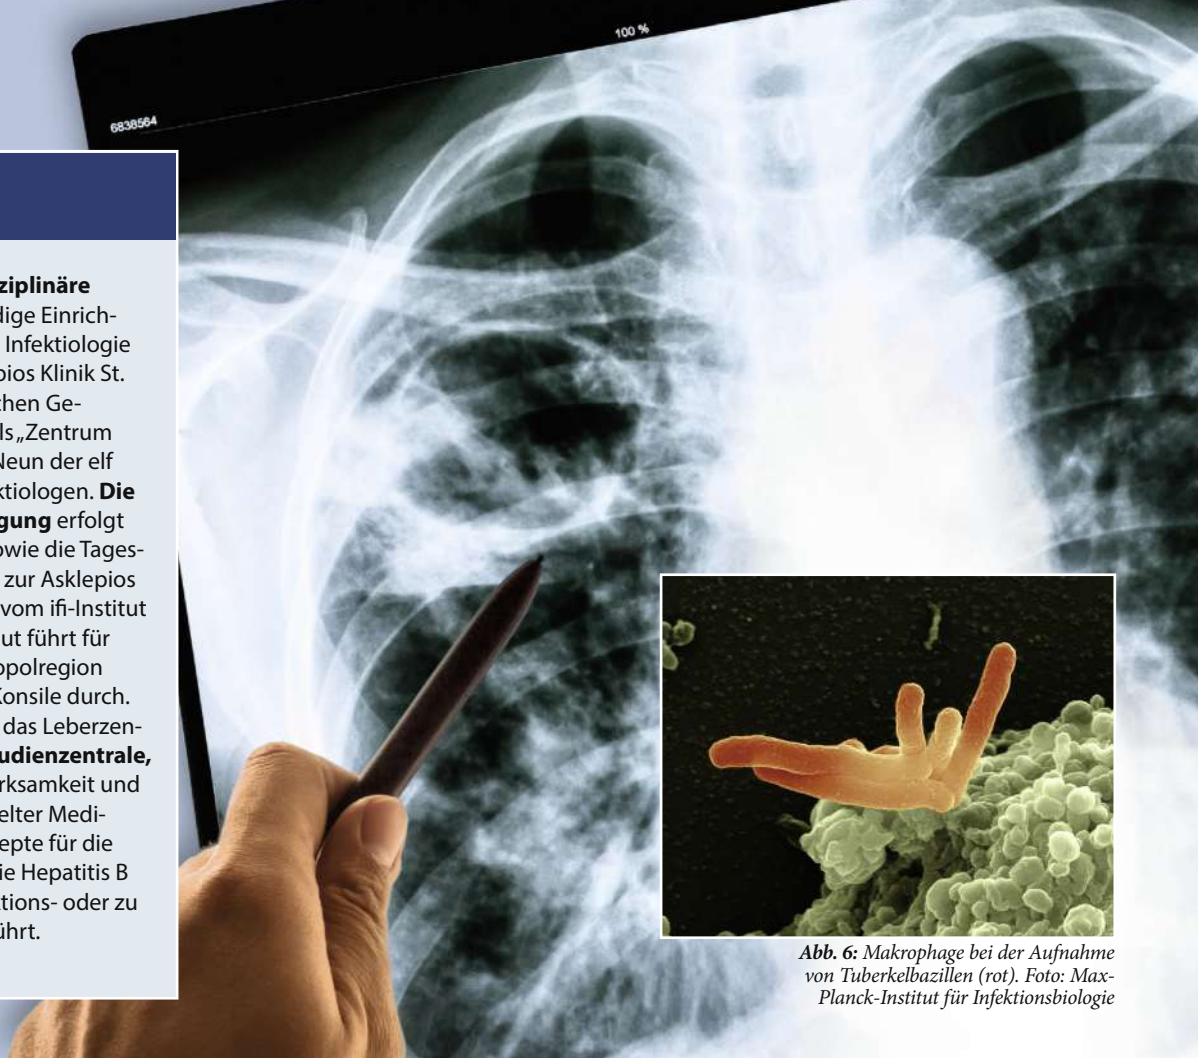 100 %
6838564
ziplinäre
dige Einrich-
Infektiologie
pios Klinik St.
chen Ge-
ls „Zentrum
Neun der elf
ktiologen. Die
gung erfolgt
owie die Tages-
zur Asklepios
vom ifi-Institut
ut führt für
opolregion
Konsile durch.
das Leberzen-
udienzentrale,
rksamkeit und
elter Medi-
epte für die
ie Hepatitis B
ktions- oder zu
ührt.
Abb. 6: Makrophage bei der Aufnahme
von Tuberkelbazillen (rot). Foto: Max-
Planck-Institut für Infektionsbiologie